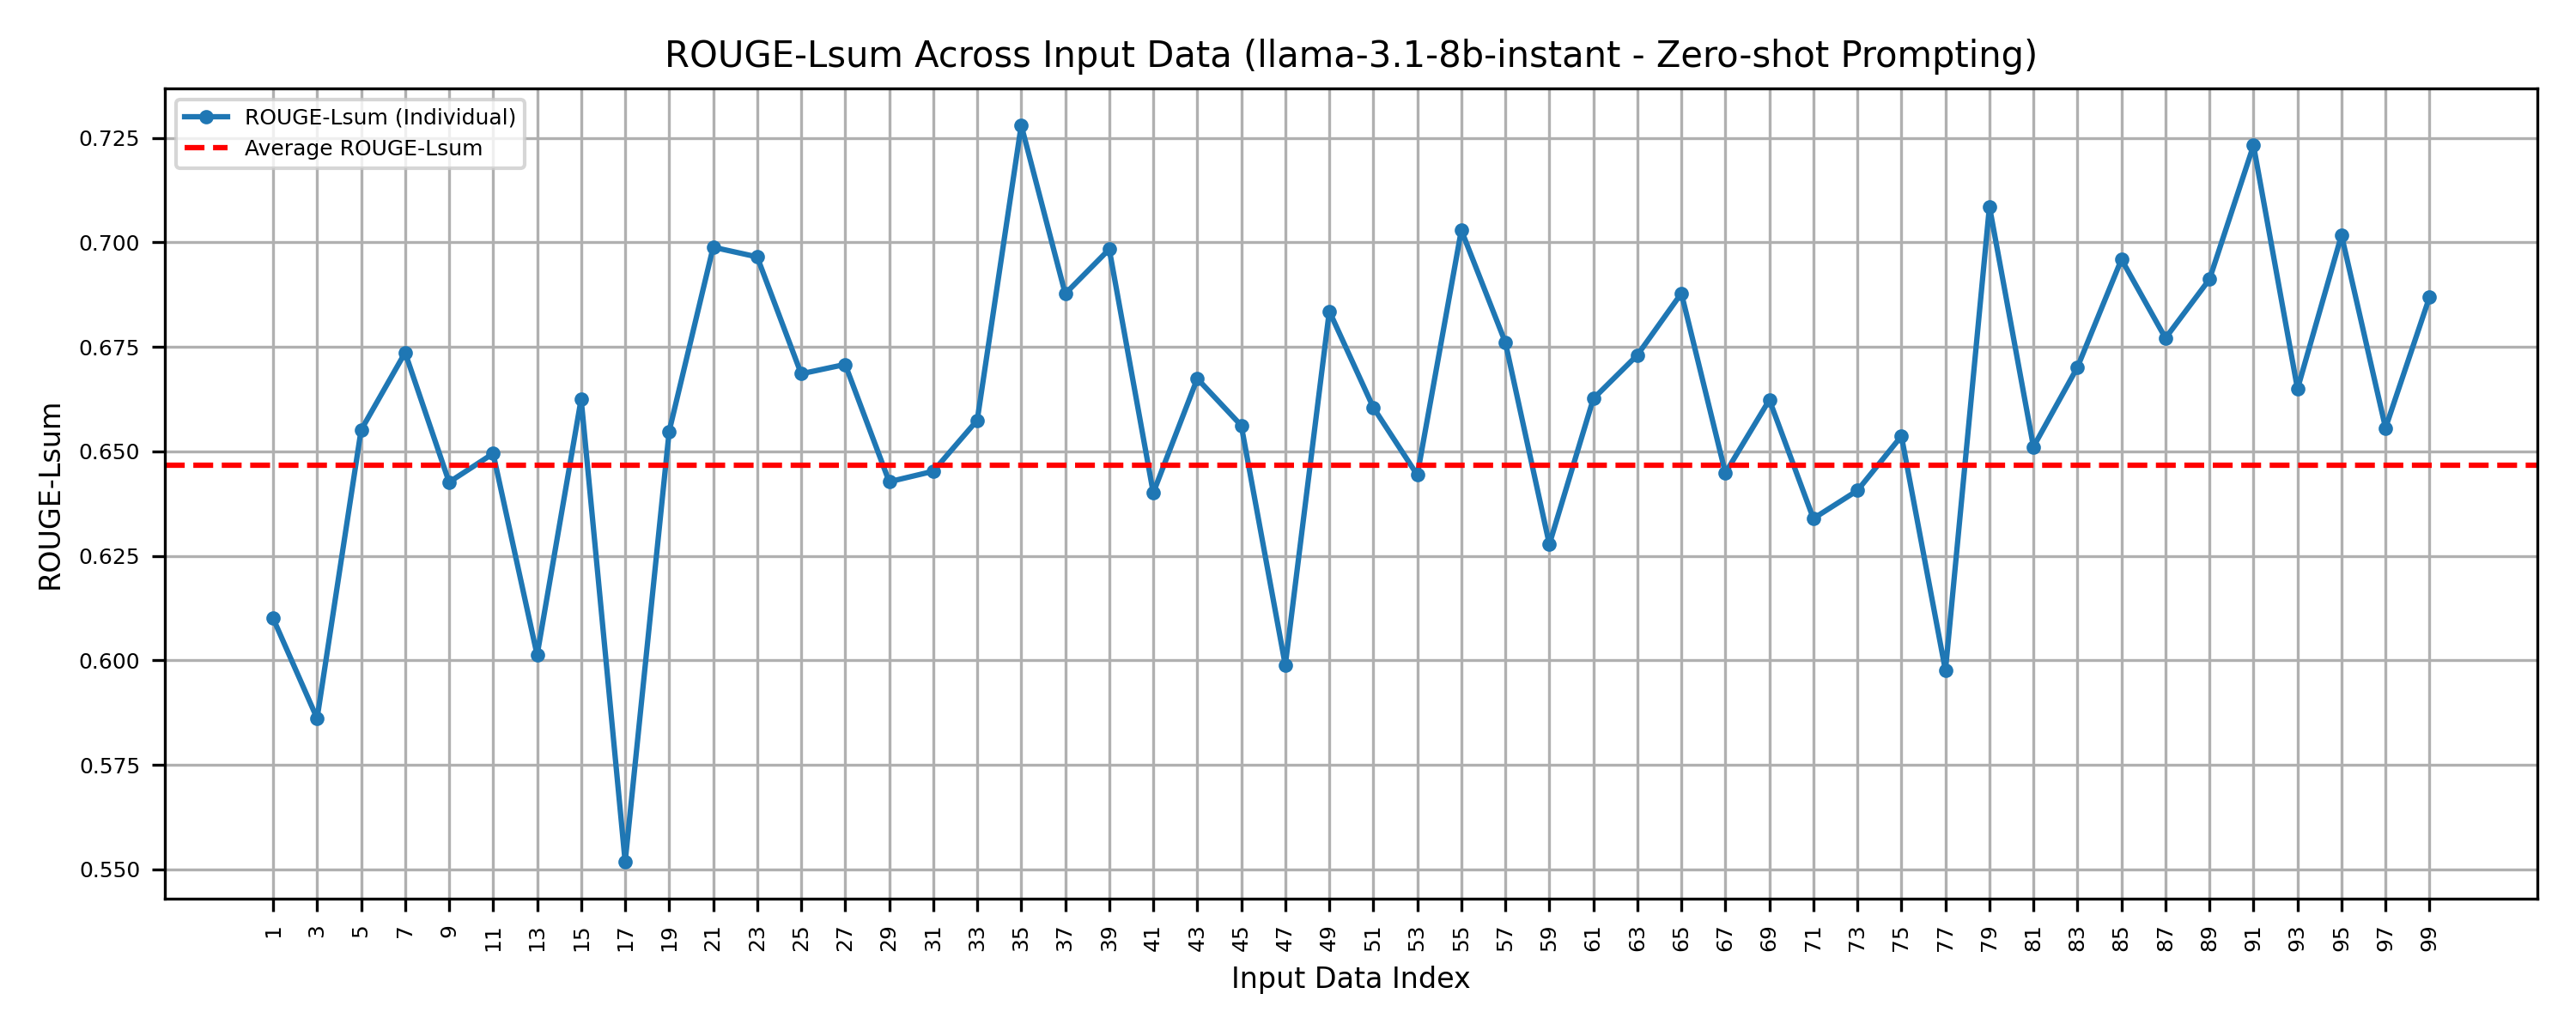 ROUGE-Lsum Across Input Data (llama-3.1-8b-instant - Zero-shot Prompting)
ROUGE-Lsum (Individual)
Average ROUGE-Lsum
0.725
0.700
0.675
0.650
0.625
0.600
0.575
0.550
ROUGE-Lsum
1 3 5 7 9 11 13 15 17 19 21 23 25 27 29 31 33 35 37 39 41 43 45 47 49 51 53 55 57 59 61 63 65 67 69 71 73 75 77 79 81 83 85 87 89 91 93 95 97 99
Input Data Index